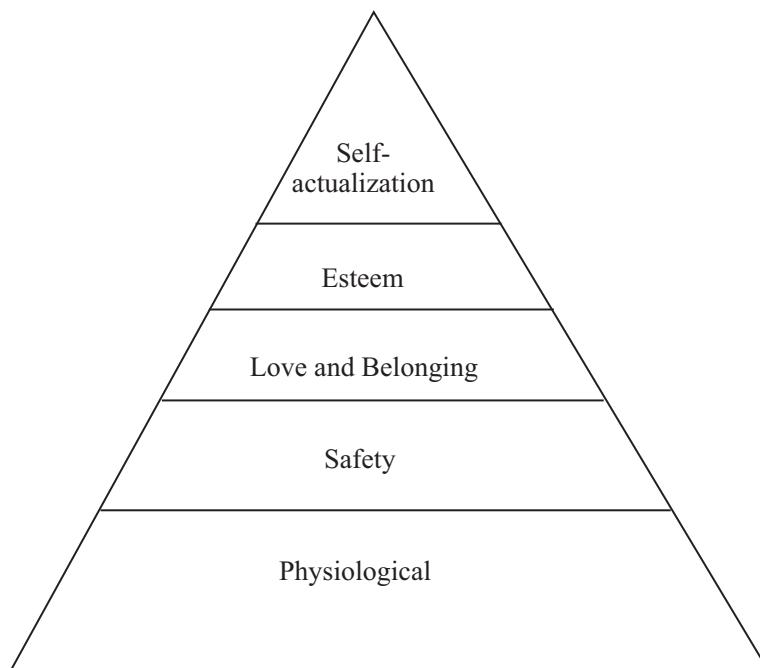 Self-
actualization
Esteem
Love and Belonging
Safety
Physiological